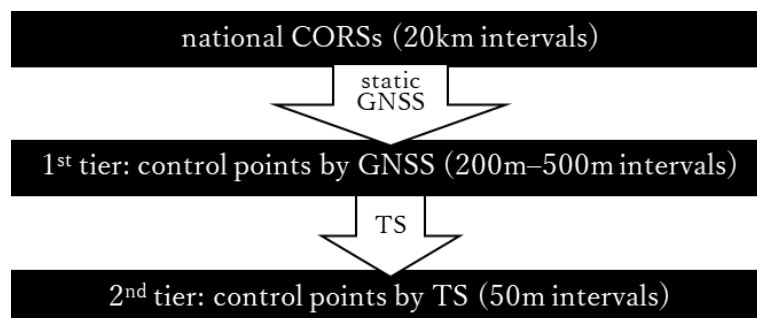 national CORSs (20km intervals)
static
GNSS
1st tier: control points by GNSS (200m–500m intervals)
TS
2nd tier: control points by TS (50m intervals)